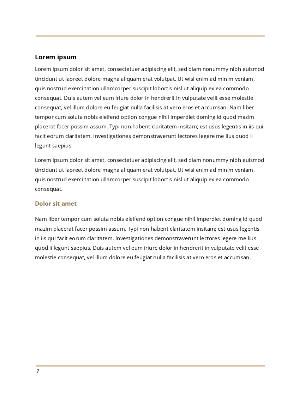 Lorem ipsum
Lorem ipsum dolor sit amet, consectetuer adipiscing elit, sed diam nonummy nibh euismod
tincidunt ut laoreet dolore magna aliquam erat volutpat. Ut wisi enim ad minim veniam,
quis nostrud exercitation ullamcorper suscipit lobortis nisl ut aliquip ex ea commodo
consequat. Duis autem vel eum iriure dolor in hendrerit in vulputate velit esse molestie
consequat, vel illum dolore eu feugiat nulla facilisis at vero eros et accumsan. Nam liber
tempor cum soluta nobis eleifend option congue nihil imperdiet doming id quod mazim
placerat facer possim assum. Typi non habent claritatem insitam; est usus legentis in iis qui
facit eorum claritatem. Investigationes demonstraverunt lectores legere me lius quod ii
legunt saepius
Lorem ipsum dolor sit amet, consectetuer adipiscing elit, sed diam nonummy nibh euismod
tincidunt ut laoreet dolore magna aliquam erat volutpat. Ut wisi enim ad minim veniam,
quis nostrud exercitation ullamcorper suscipit lobortis nisl ut aliquip ex ea commodo
consequat.
Dolor sit amet
Nam liber tempor cum soluta nobis eleifend option congue nihil imperdiet doming id quod
mazim placerat facer possim assum. Typi non habent claritatem insitam; est usus legentis
in iis qui facit eorum claritatem. Investigationes demonstraverunt lectores legere me lius
quod ii legunt saepius. Duis autem vel eum iriure dolor in hendrerit in vulputate velit esse
molestie consequat, vel illum dolore eu feugiat nulla facilisis at vero eros et accumsan.
7